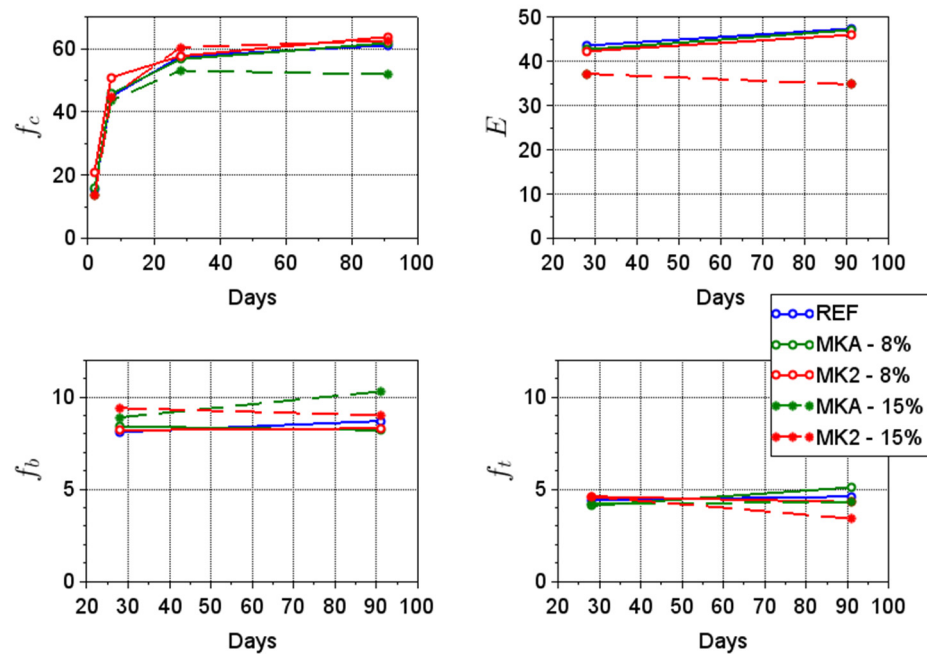 60
40
20
0
f_c
0 20 40 60 80 100
Days
50
40
30
20
10
0
E
20 30 40 50 60 70 80 90 100
Days
REF
MKA - 8%
MK2 - 8%
MKA - 15%
MK2 - 15%
10
5
0
f_b
20 30 40 50 60 70 80 90 100
Days
10
5
0
f_t
20 30 40 50 60 70 80 90 100
Days